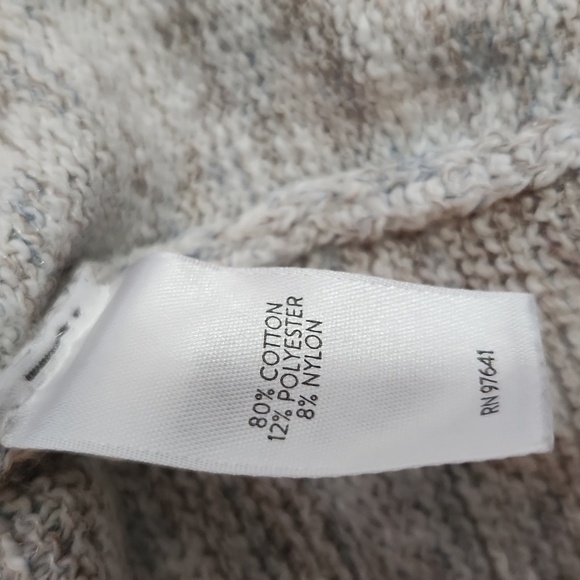 80% COTTON
12% POLYESTER
8% NYLON
RN 97641